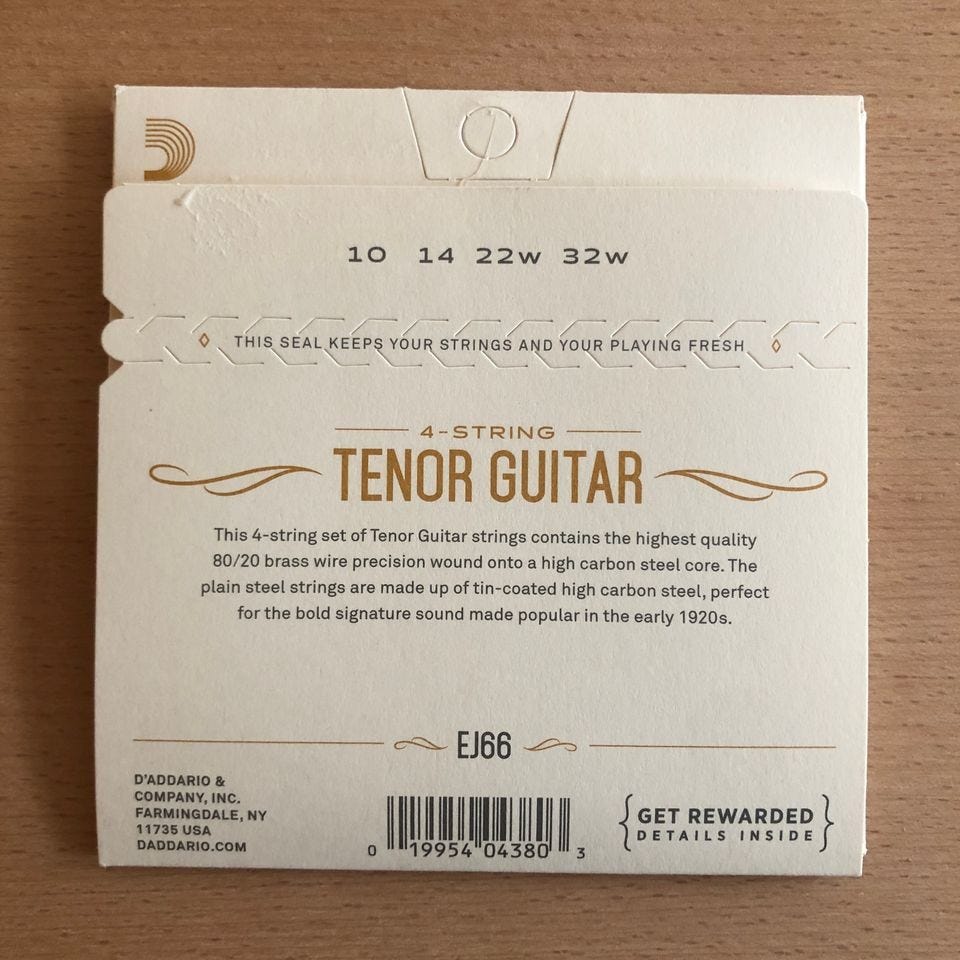 10 14 22w 32w
THIS SEAL KEEPS YOUR STRINGS AND YOUR PLAYING FRESH
4-STRING
TENOR GUITAR
This 4-string set of Tenor Guitar strings contains the highest quality
80/20 brass wire precision wound onto a high carbon steel core. The
plain steel strings are made up of tin-coated high carbon steel, perfect
for the bold signature sound made popular in the early 1920s.
EJ66
D'ADDARIO &
COMPANY, INC.
FARMINGDALE, NY
11735 USA
DADDARIO.COM
0 19954 04380 3
{GET REWARDED
DETAILS INSIDE}